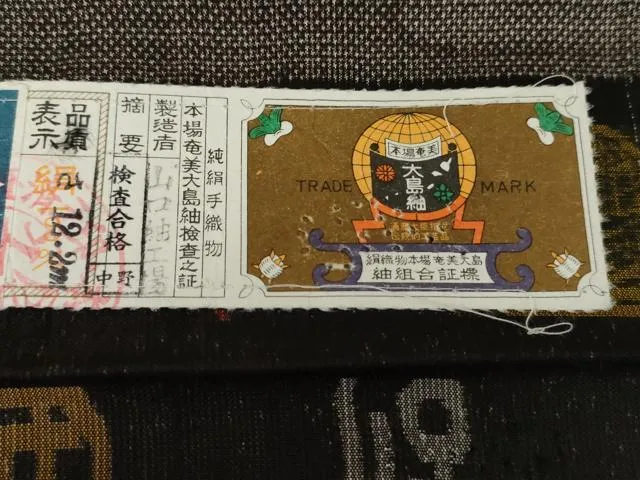 品質
表示
12.2m
摘要
検査合格
中野
製造者
山口紬工場
本場奄美大島紬検査之証
純絹手織物
本場奄美
大島紬
TRADE MARK
絹織物本場奄美大島
紬組合証標